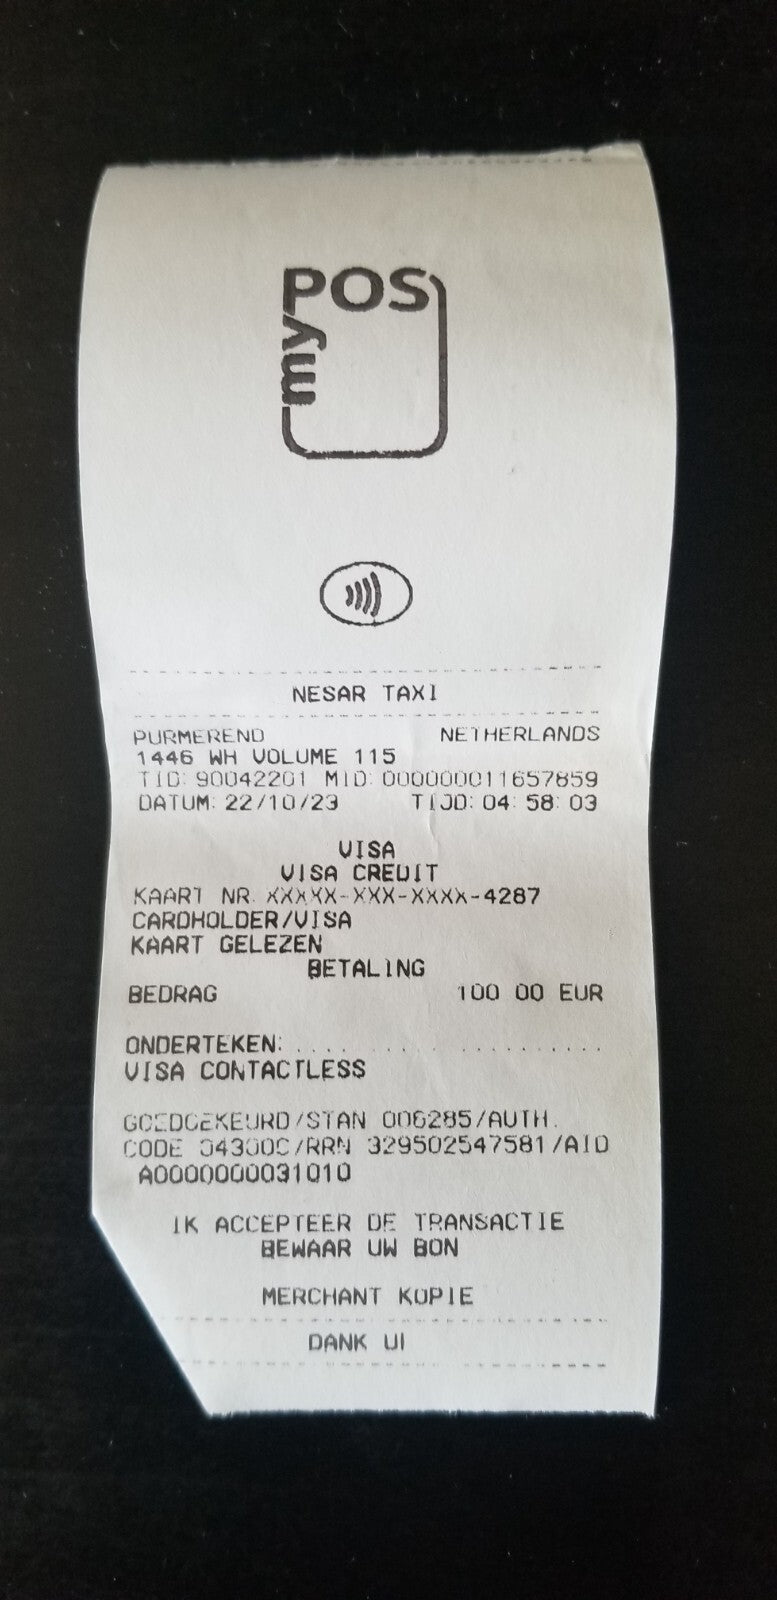 myPOS
NESAR TAXI
PURMEREND NETHERLANDS
1446 WH VOLUME 115
TID: 90042201 MID: 000000011657859
DATUM: 22/10/23 TIJD: 04:58:03
VISA
VISA CREDIT
KAART NR. XXXXX-XXX-XXXX-4287
CARDHOLDER/VISA
KAART GELEZEN
BETALING
BEDRAG 100.00 EUR
ONDERTEKEN: .........................
VISA CONTACTLESS
GOEDGEKEURD/STAN 006285/AUTH.
CODE 04300C/RRN 329502547581/AID
A0000000031010
IK ACCEPTEER DE TRANSACTIE
BEWAAR UW BON
MERCHANT KOPIE
DANK U!